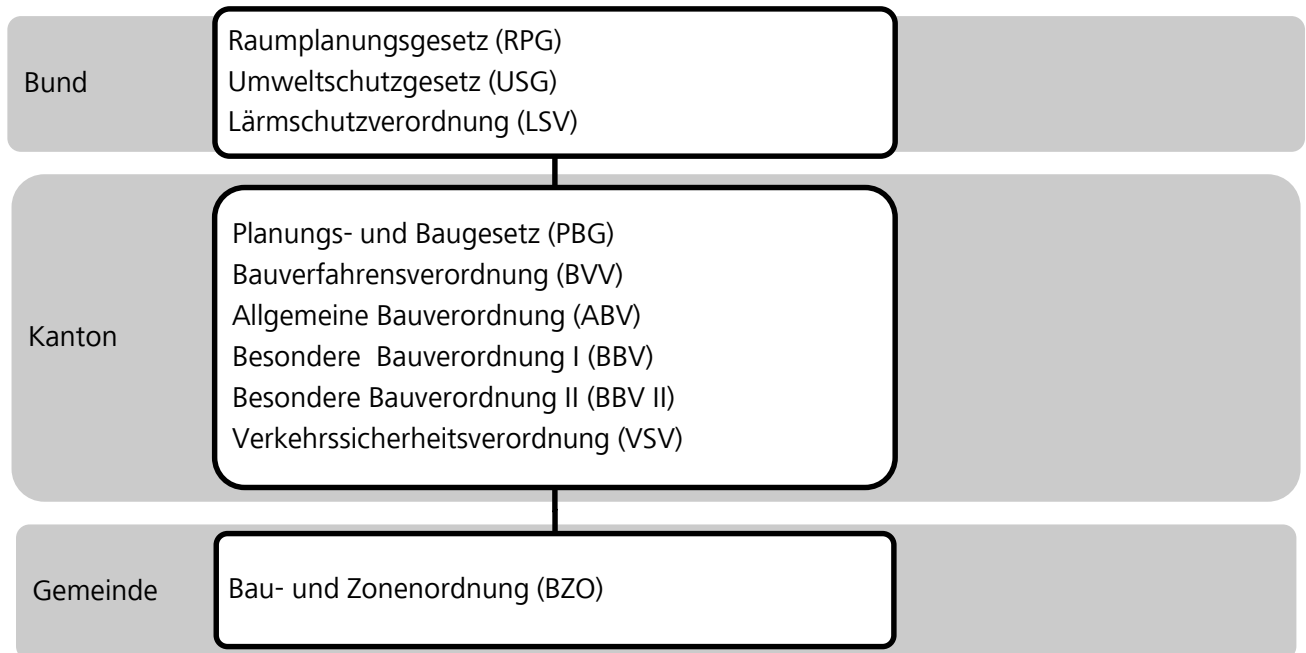 Bund
Raumplanungsgesetz (RPG)
Umweltschutzgesetz (USG)
Lärmschutzverordnung (LSV)
Kanton
Planungs- und Baugesetz (PBG)
Bauverfahrensverordnung (BVV)
Allgemeine Bauverordnung (ABV)
Besondere  Bauverordnung I (BBV)
Besondere Bauverordnung II (BBV II)
Verkehrssicherheitsverordnung (VSV)
Gemeinde
Bau- und Zonenordnung (BZO)